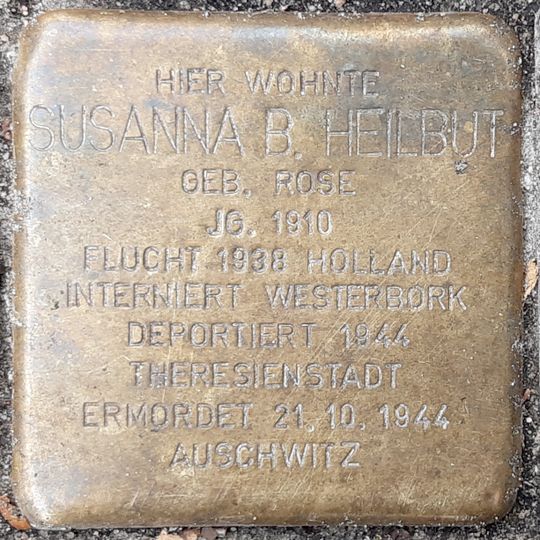 HIER WOHNTE
SUSANNA B. HEILBUT
GEB. ROSE
JG. 1910
FLUCHT 1938 HOLLAND
INTERNIERT WESTERBORK
DEPORTIERT 1944
THERESIENSTADT
ERMORDET 21.10.1944
AUSCHWITZ